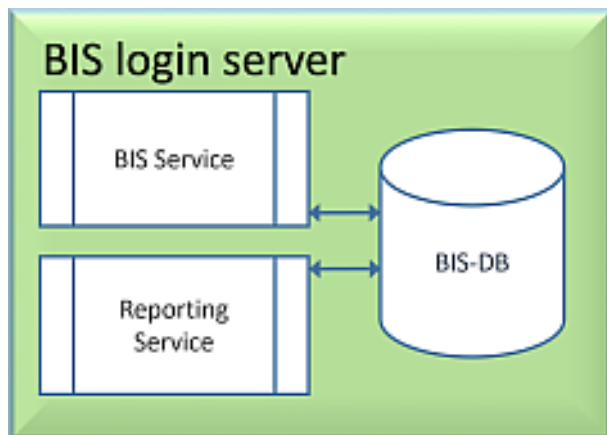 BIS login server
BIS Service
BIS-DB
Reporting
Service